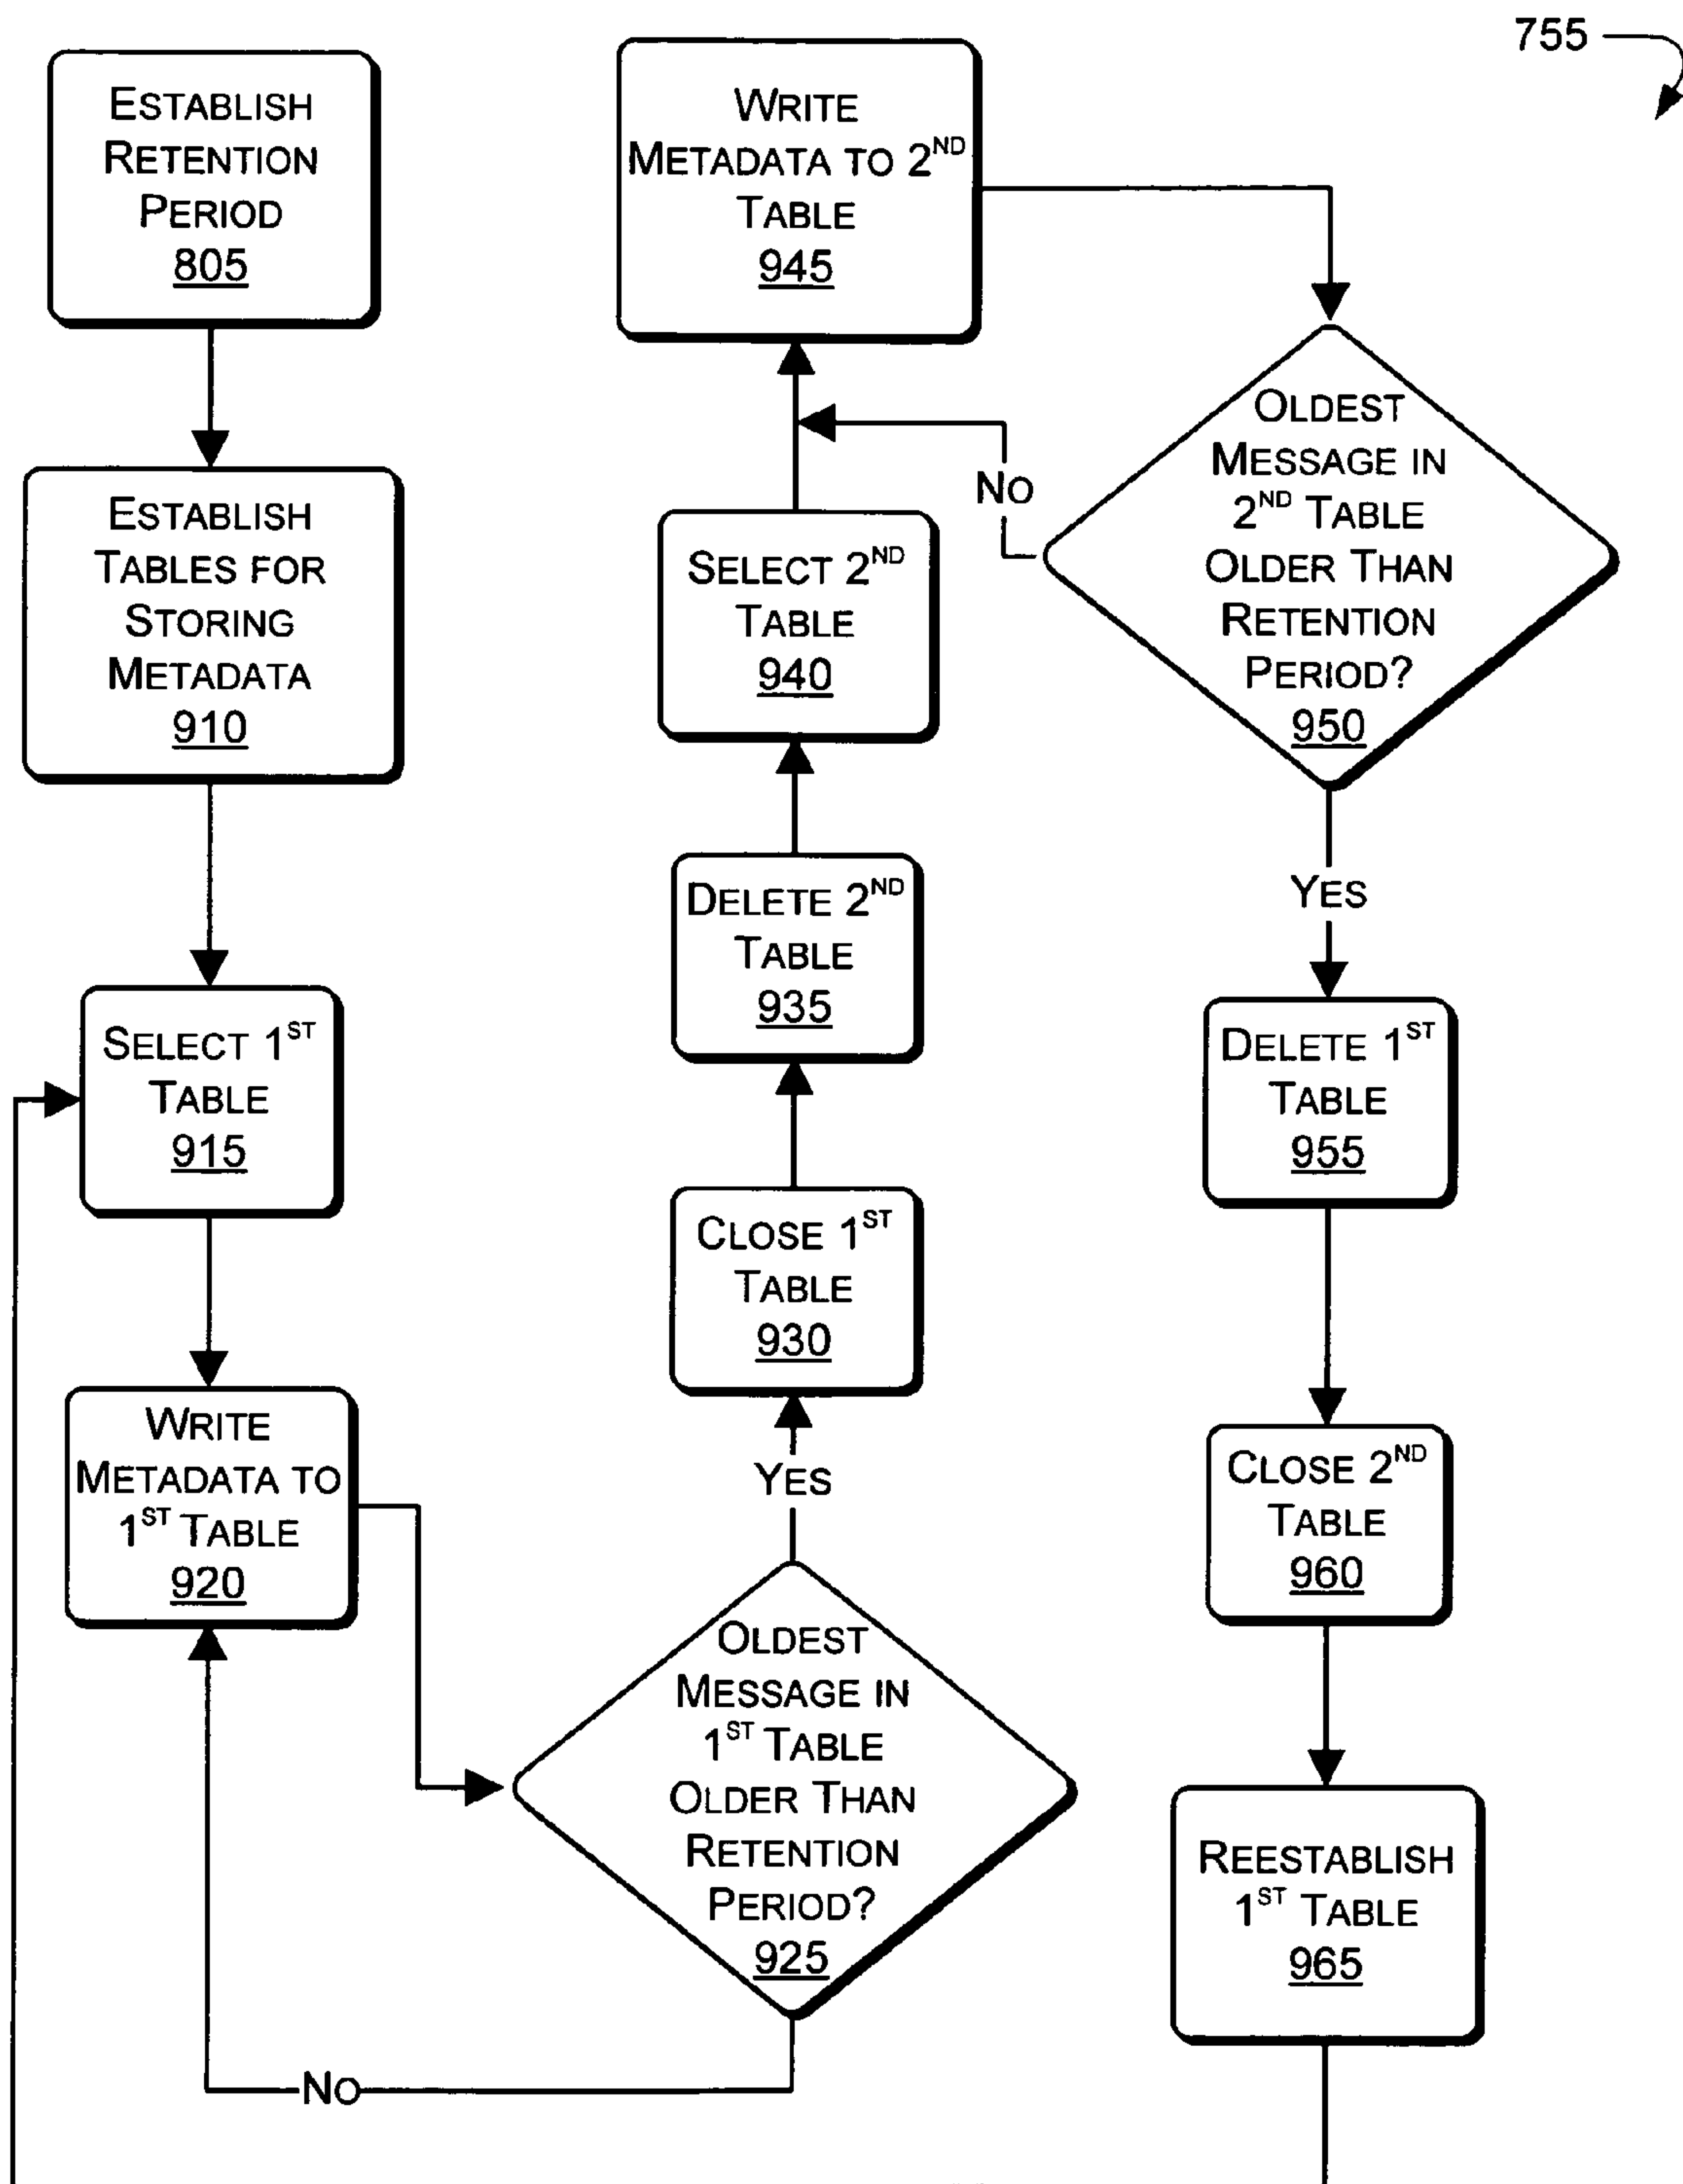 755
ESTABLISH
RETENTION
PERIOD
805
ESTABLISH
TABLES FOR
STORING
METADATA
910
SELECT 1ST
TABLE
915
WRITE
METADATA TO
1ST TABLE
920
OLDEST
MESSAGE IN
1ST TABLE
OLDER THAN
RETENTION
PERIOD?
925
NO
YES
CLOSE 1ST
TABLE
930
DELETE 2ND
TABLE
935
SELECT 2ND
TABLE
940
WRITE
METADATA TO 2ND
TABLE
945
OLDEST
MESSAGE IN
2ND TABLE
OLDER THAN
RETENTION
PERIOD?
950
NO
YES
DELETE 1ST
TABLE
955
CLOSE 2ND
TABLE
960
REESTABLISH
1ST TABLE
965